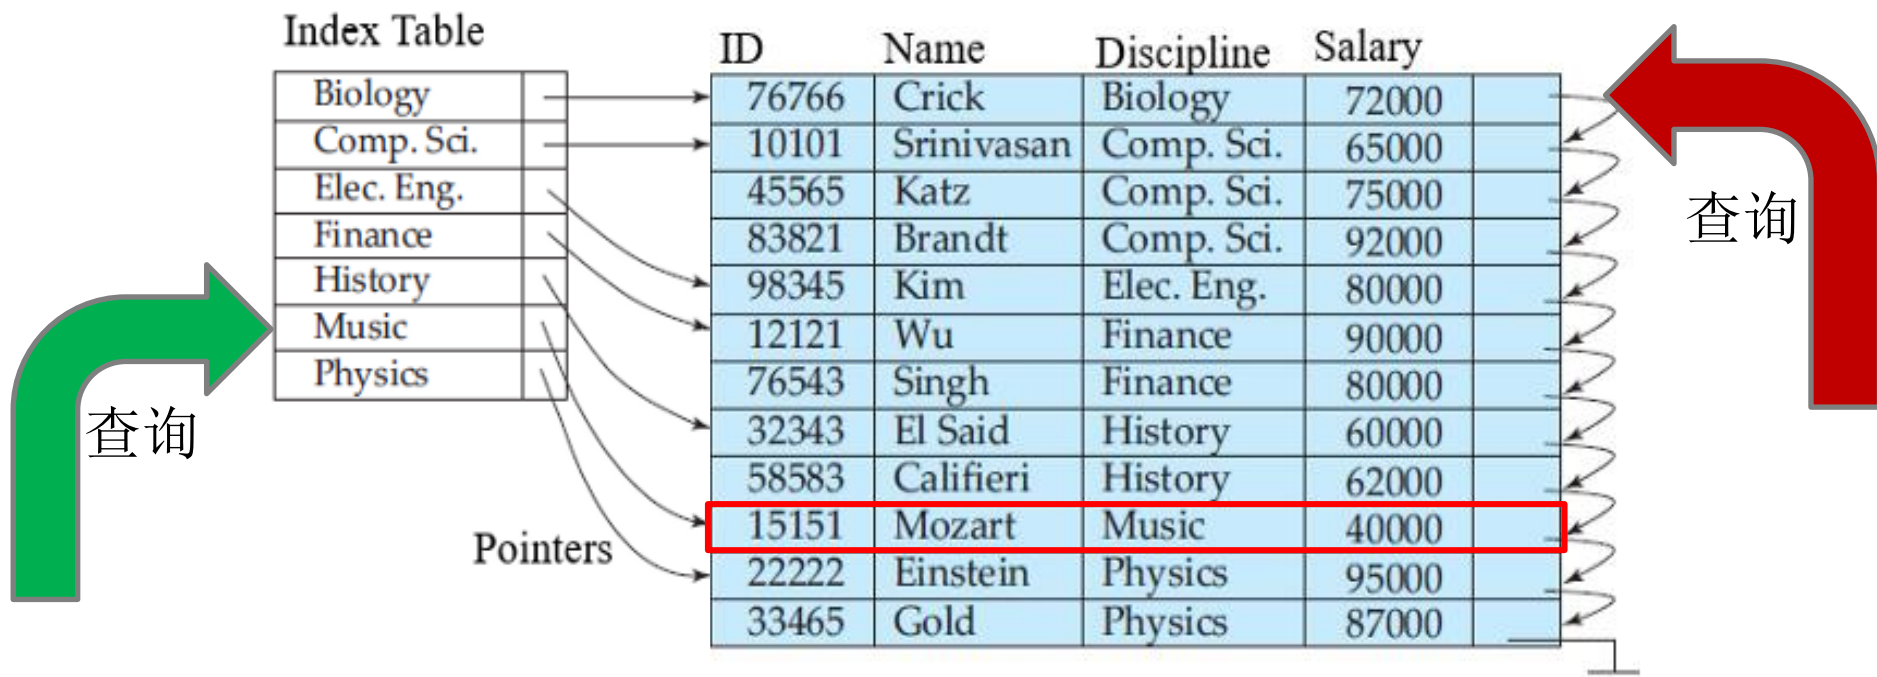 Index Table
Biology
Comp. Sci.
Elec. Eng.
Finance
History
Music
Physics
查询
Pointers
ID Name Discipline Salary
76766 Crick Biology 72000
10101 Srinivasan Comp. Sci. 65000
45565 Katz Comp. Sci. 75000
83821 Brandt Comp. Sci. 92000
98345 Kim Elec. Eng. 80000
12121 Wu Finance 90000
76543 Singh Finance 80000
32343 El Said History 60000
58583 Califieri History 62000
15151 Mozart Music 40000
22222 Einstein Physics 95000
33465 Gold Physics 87000
查询